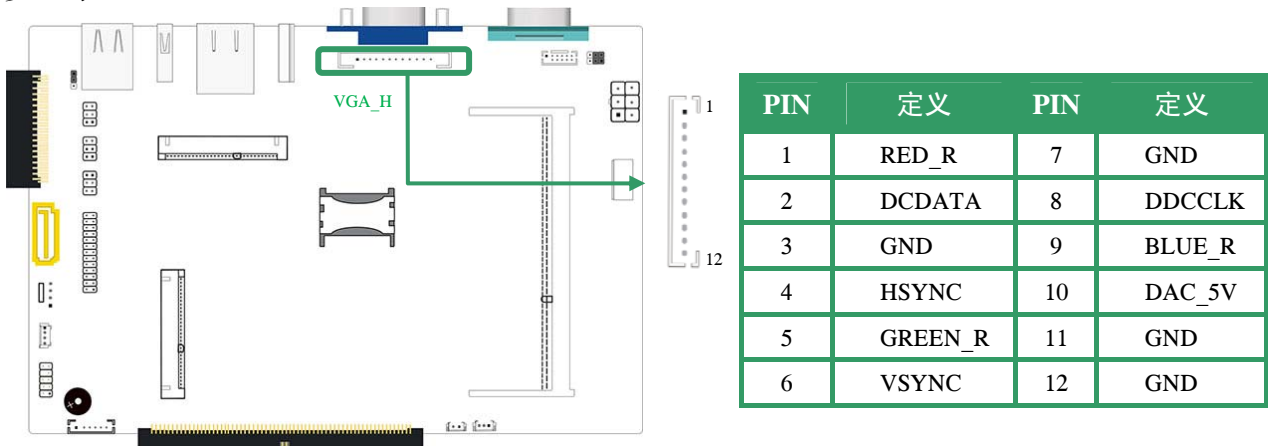 VGA_H
1
12
PIN 定义 PIN 定义
1 RED_R 7 GND
2 DCDATA 8 DDCCLK
3 GND 9 BLUE_R
4 HSYNC 10 DAC_5V
5 GREEN_R 11 GND
6 VSYNC 12 GND